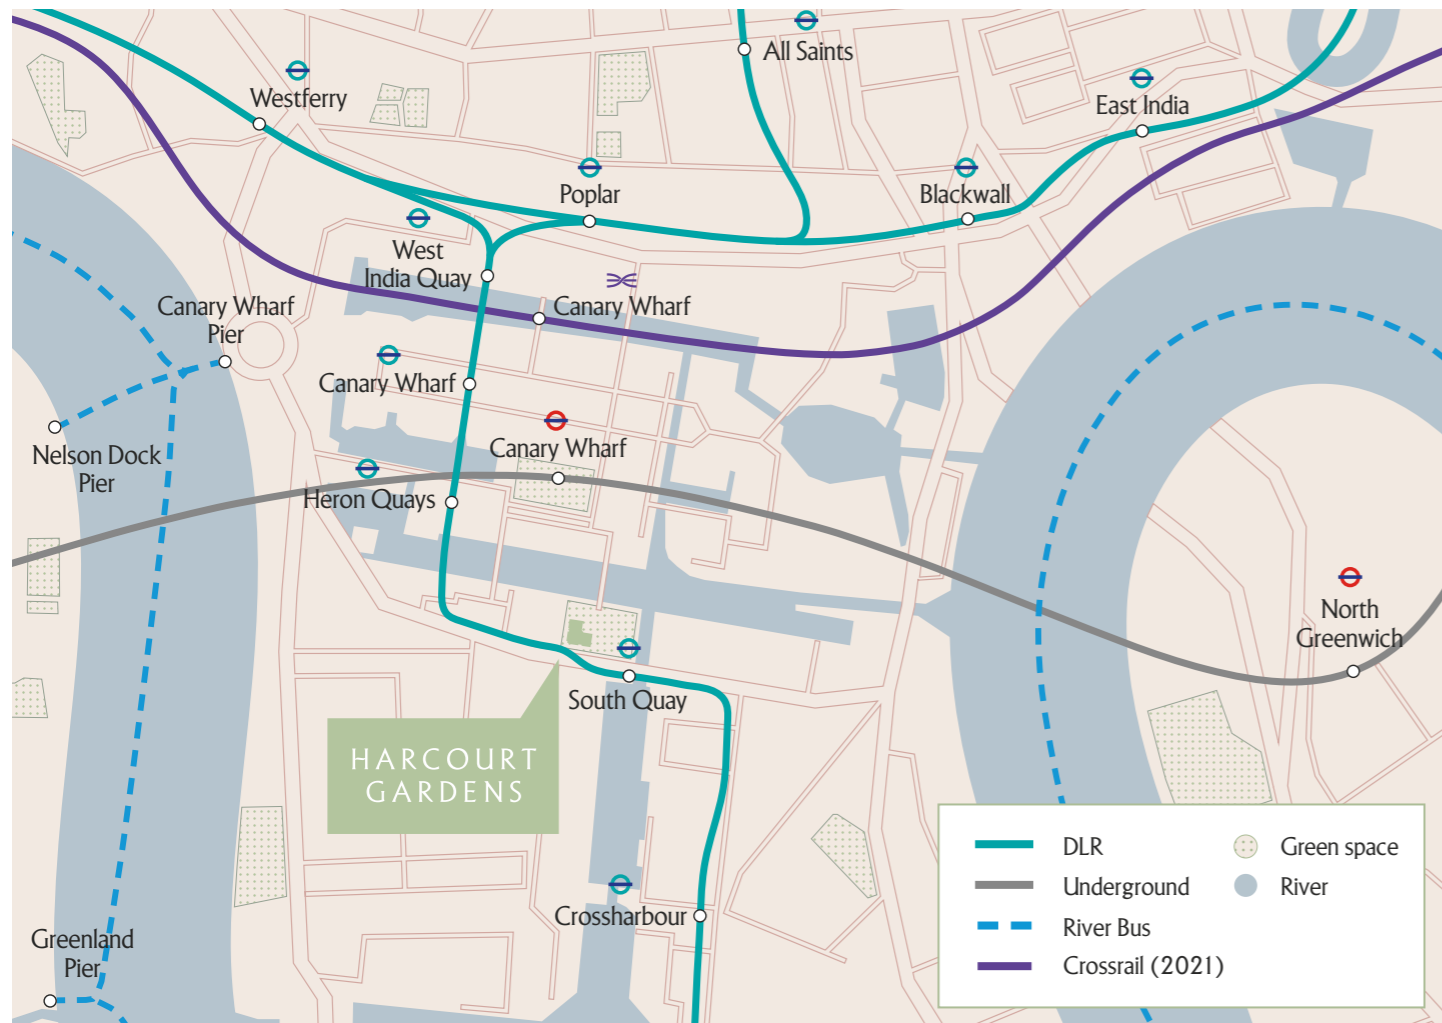 All Saints
Westferry
East India
Poplar
Blackwall
West
India Quay
Canary Wharf
Pier
Canary Wharf
Canary Wharf
Canary Wharf
Nelson Dock
Pier
Heron Quays
North
Greenwich
South Quay
HARCOURT
GARDENS
Crossharbour
Greenland
Pier
DLR
Underground
River Bus
Crossrail (2021)
Green space
River